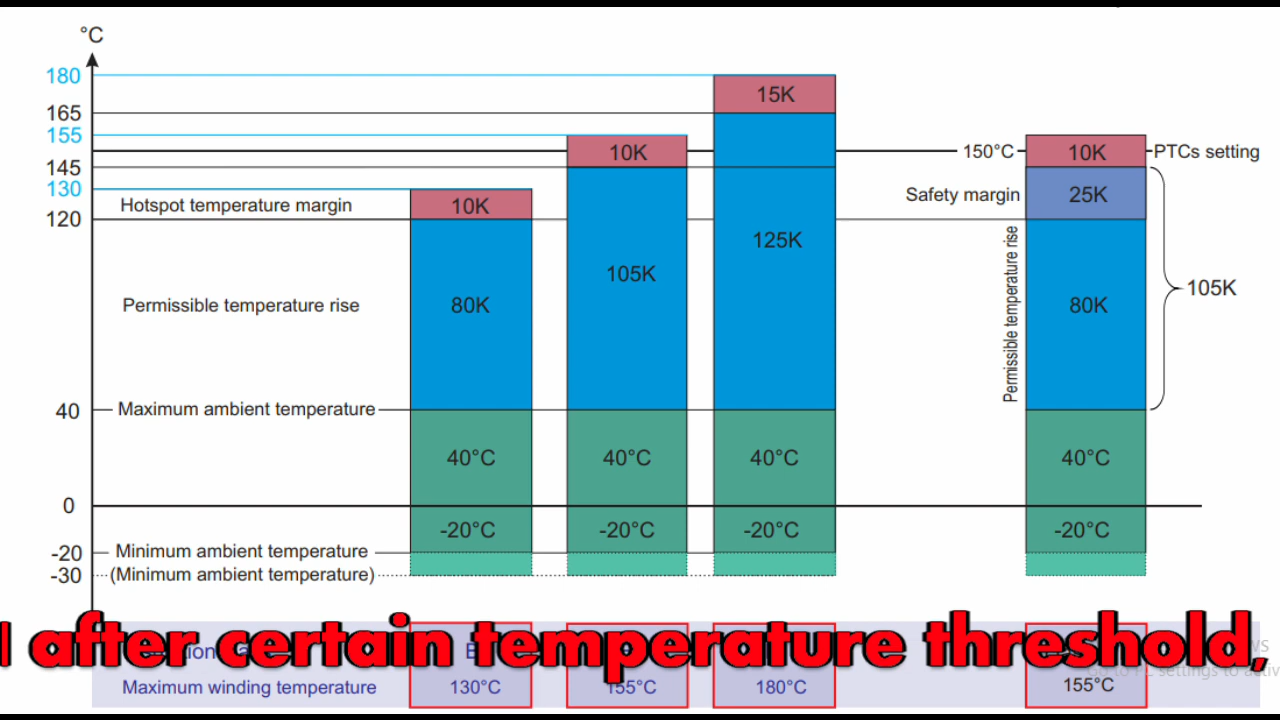 °C
180
165
155
145
130
120
40
0
-20
-30
Hotspot temperature margin
Permissible temperature rise
Maximum ambient temperature
Minimum ambient temperature
(Minimum ambient temperature)
10K
80K
40°C
-20°C
10K
105K
40°C
-20°C
15K
125K
40°C
-20°C
150°C
10K
PTCs setting
Safety margin
25K
Permissible temperature rise
80K
105K
40°C
-20°C
after certain temperature threshold,
Maximum winding temperature
130°C
155°C
180°C
155°C